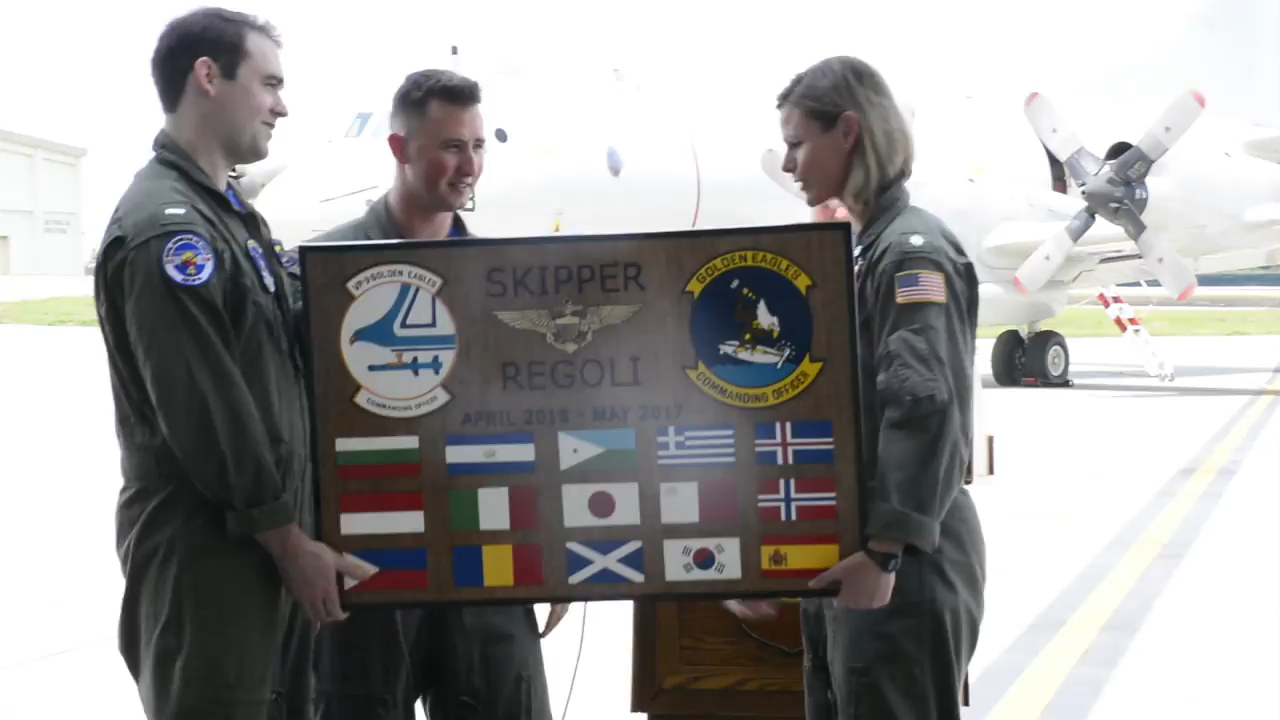 VP-9 GOLDEN EAGLES
COMMANDING OFFICER
SKIPPER
REGOLI
APRIL 2016 - MAY 2017
GOLDEN EAGLES
COMMANDING OFFICER